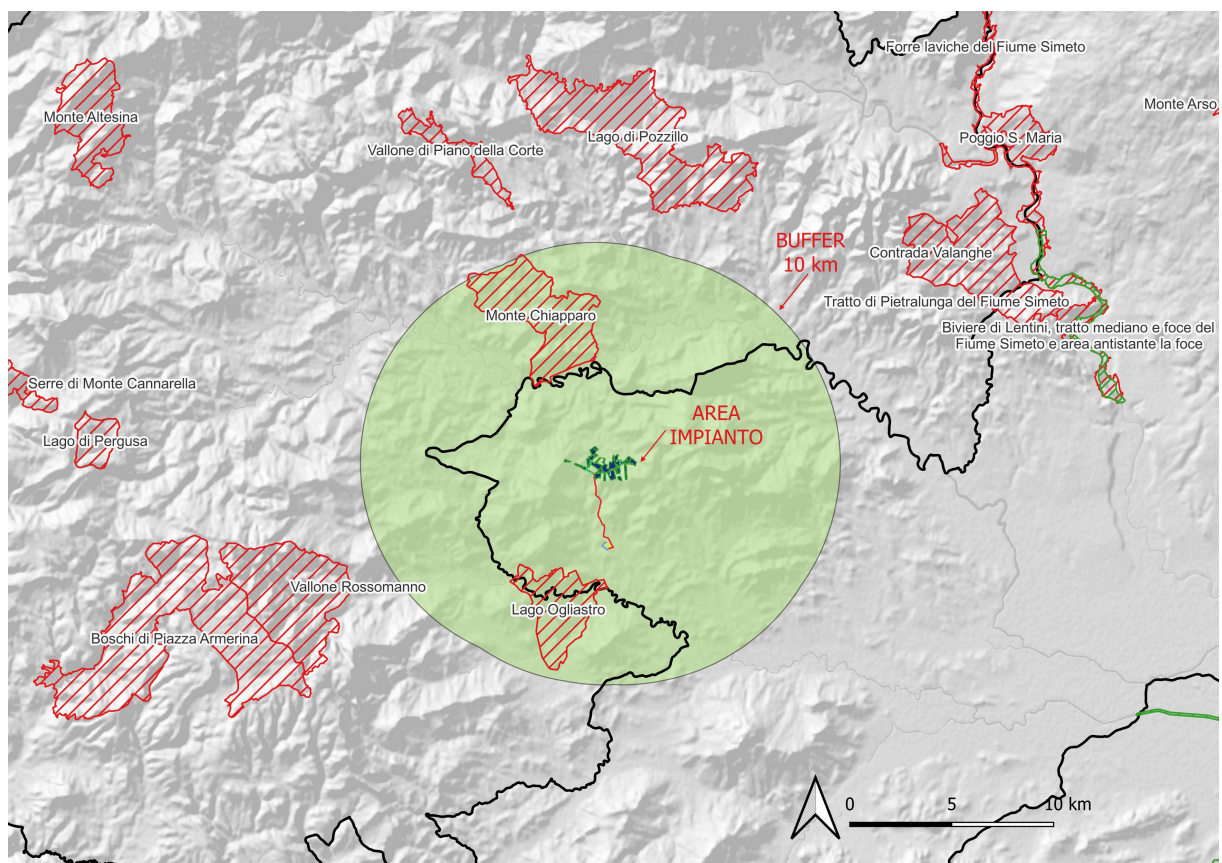 Forre laviche del Fiume Simeto
Monte Arso
Monte Altesina
Vallone di Piano della Corte
Lago di Pozzillo
Poggio S. Maria
BUFFER
10 km
Contrada Valanghe
Tratto di Pietralunga del Fiume Simeto
Biviere di Lentini, tratto mediano e foce del
Fiume Simeto e area antistante la foce
Monte Chiapparo
Serre di Monte Cannarella
Lago di Pergusa
AREA
IMPIANTO
Vallone Rossomanno
Lago Ogliastro
Boschi di Piazza Armerina
0 5 10 km